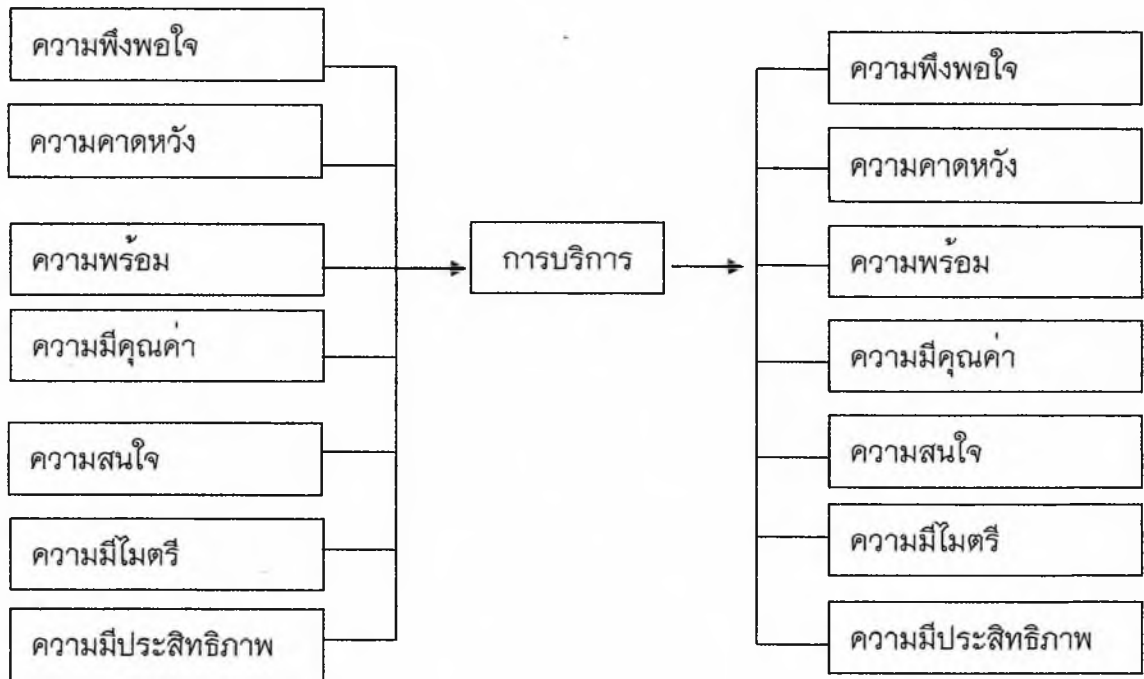 ความพึงพอใจ
ความคาดหวัง
ความพร้อม
ความมีคุณค่า
ความสนใจ
ความมีไมตรี
ความมีประสิทธิภาพ
การบริการ
ความพึงพอใจ
ความคาดหวัง
ความพร้อม
ความมีคุณค่า
ความสนใจ
ความมีไมตรี
ความมีประสิทธิภาพ